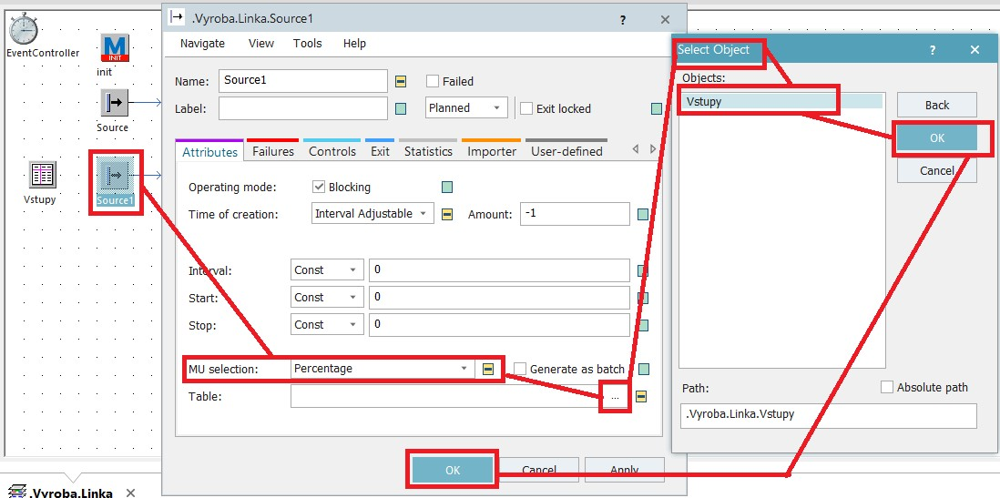 EventController
M
INIT
init
Source
Vstupy
Source1
.Vyroba.Linka
.Vyroba.Linka.Source1
?
Navigate View Tools Help
Name: Source1 Failed
Label: Planned Exit locked
Attributes Failures Controls Exit Statistics Importer User-defined
Operating mode: Blocking
Time of creation: Interval Adjustable Amount: -1
Interval: Const 0
Start: Const 0
Stop: Const 0
MU selection: Percentage Generate as batch
Table: ...
OK Cancel Apply
Select Object ?
Objects:
Vstupy
Back
OK
Cancel
Path: Absolute path
.Vyroba.Linka.Vstupy